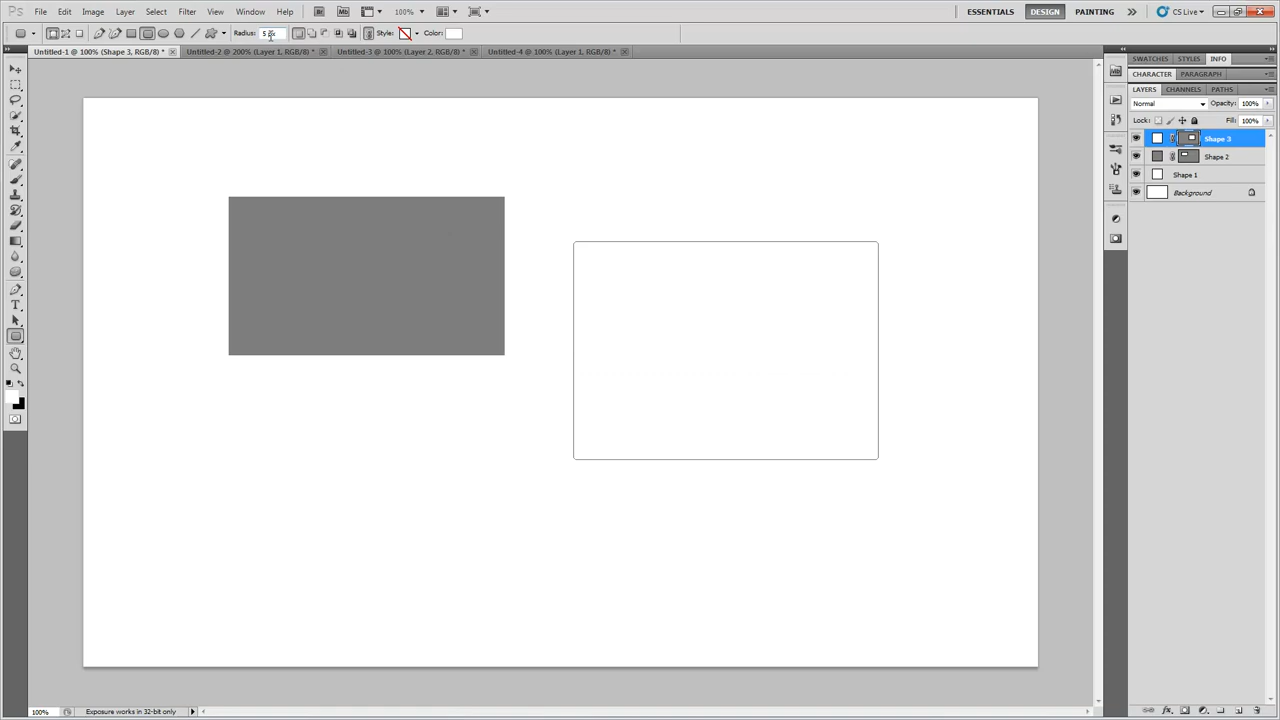 Ps File Edit Image Layer Select Filter View Window Help Mb 100% ESSENTIALS DESIGN PAINTING CS Live
Radius: Style: Color:
Untitled-1 @ 100% (Shape 3, RGB/8) * Untitled-2 @ 200% (Layer 1, RGB/8) * Untitled-3 @ 100% (Layer 2, RGB/8) * Untitled-4 @ 100% (Layer 1, RGB/8) *
SWATCHES STYLES INFO
CHARACTER PARAGRAPH
LAYERS CHANNELS PATHS
Normal Opacity: 100%
Lock: Fill: 100%
Shape 3
Shape 2
Shape 1
Background
100% Exposure works in 32-bit only